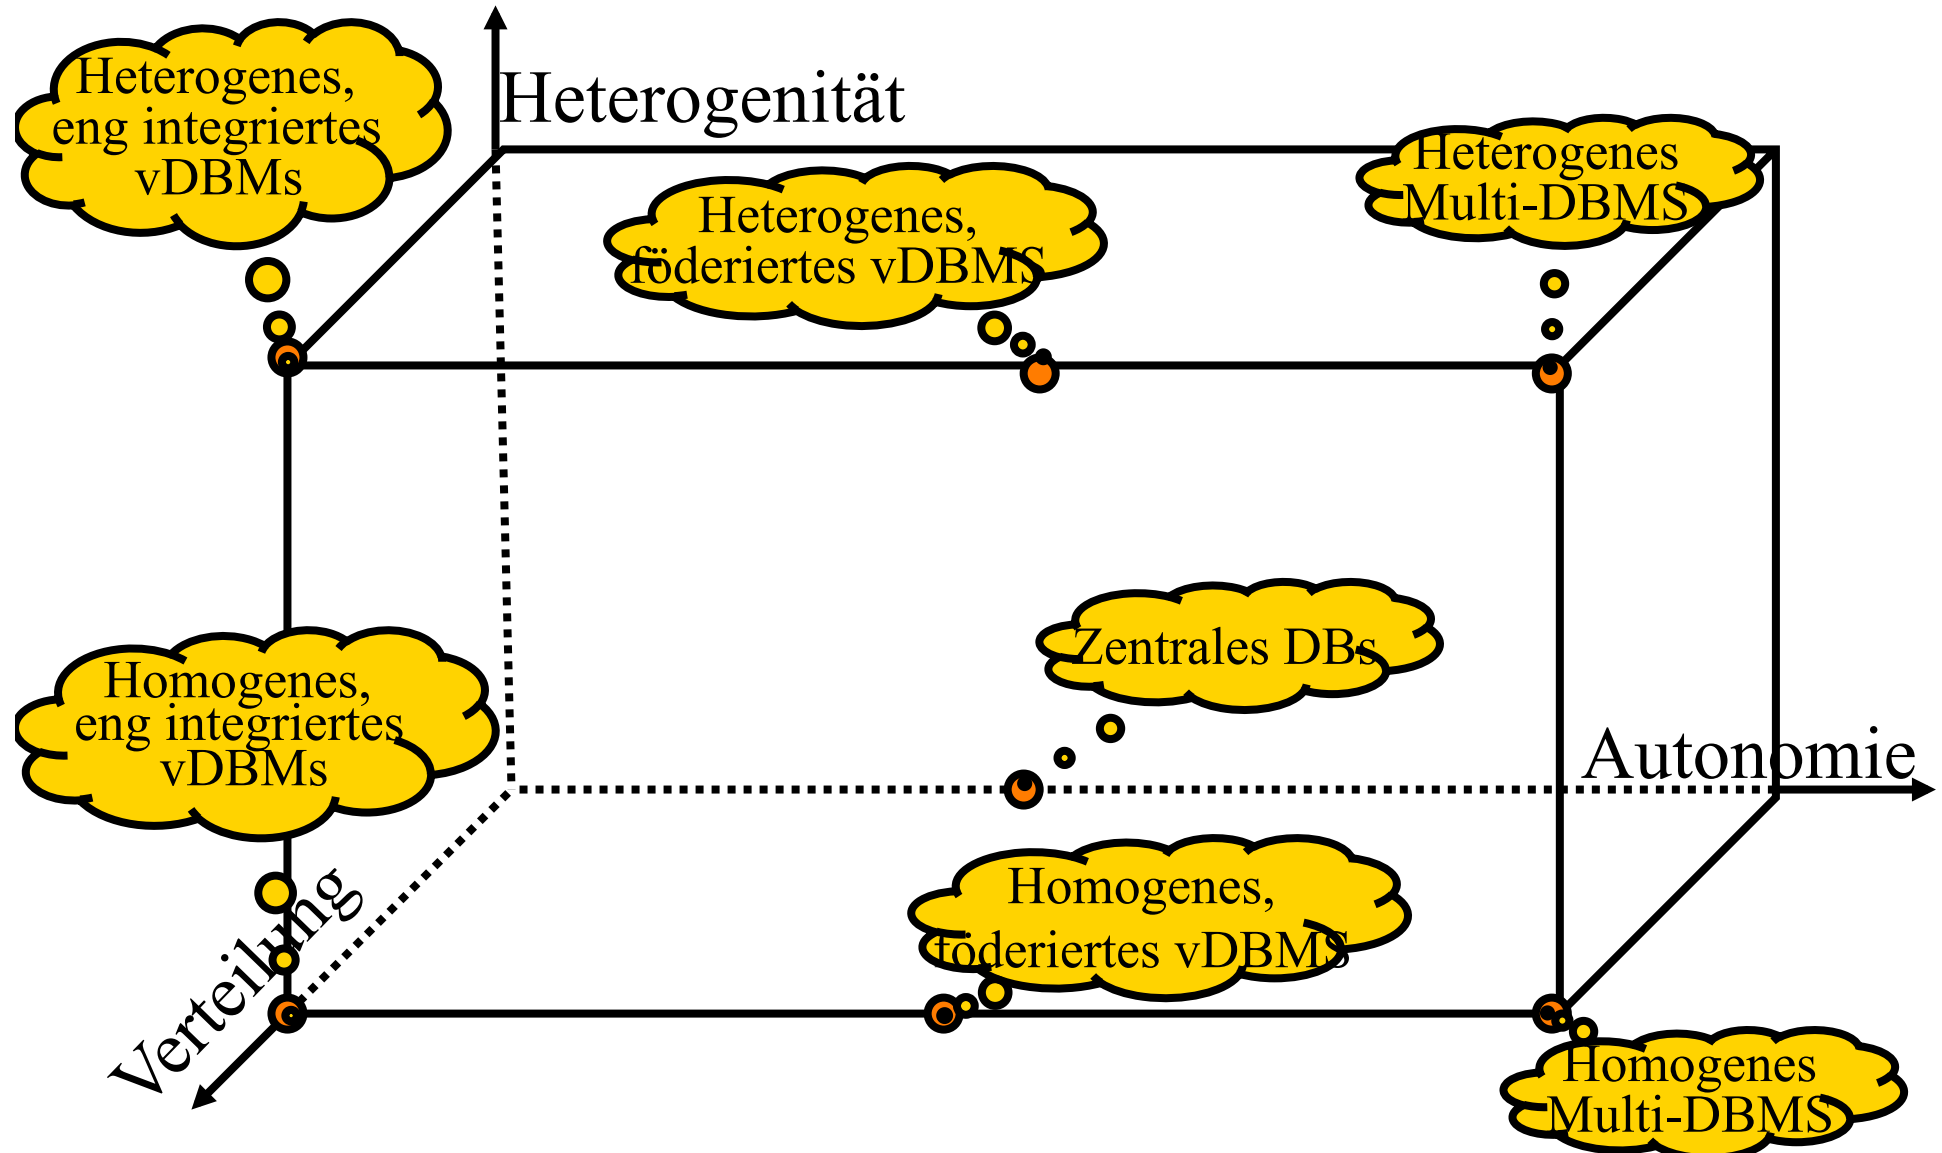 Heterogenes,
eng integriertes
vDBMs
Heterogenität
Heterogenes
Multi-DBMS
Heterogenes,
föderiertes vDBMS
Zentrales DBs
Homogenes,
eng integriertes
vDBMs
Autonomie
Verteilung
Homogenes,
föderiertes vDBMS
Homogenes
Multi-DBMS